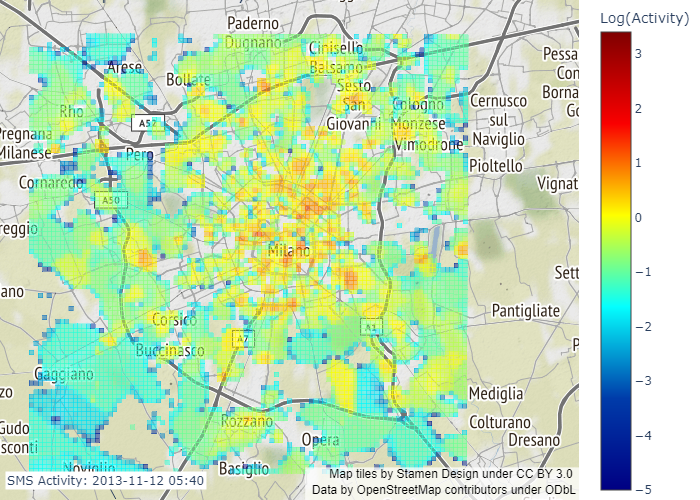 Paderno
Dugnano
Cinisello
Balsamo
Arese
Bollate
Sesto
San
Giovanni
Cologno
Monzese
Vimodrone
Cernusco
sul
Naviglio
Pessa
Con
Borna
Go
Rho
A52
Pregnana
Milanese
Pero
Pioltello
Cornaredo
A50
Vignat
reggio
Milano
Sett
ano
Corsico
A7
A1
Pantigliate
Buccinasco
P
Gaggiano
zo
Mediglia
Rozzano
Colturano
Gudo
sconti
Opera
Dresano
Noviglio
Basiglio
SMS Activity: 2013-11-12 05:40
Map tiles by Stamen Design under CC BY 3.0
Data by OpenStreetMap contributors under ODbL
Log(Activity)
3
2
1
0
−1
−2
−3
−4
−5